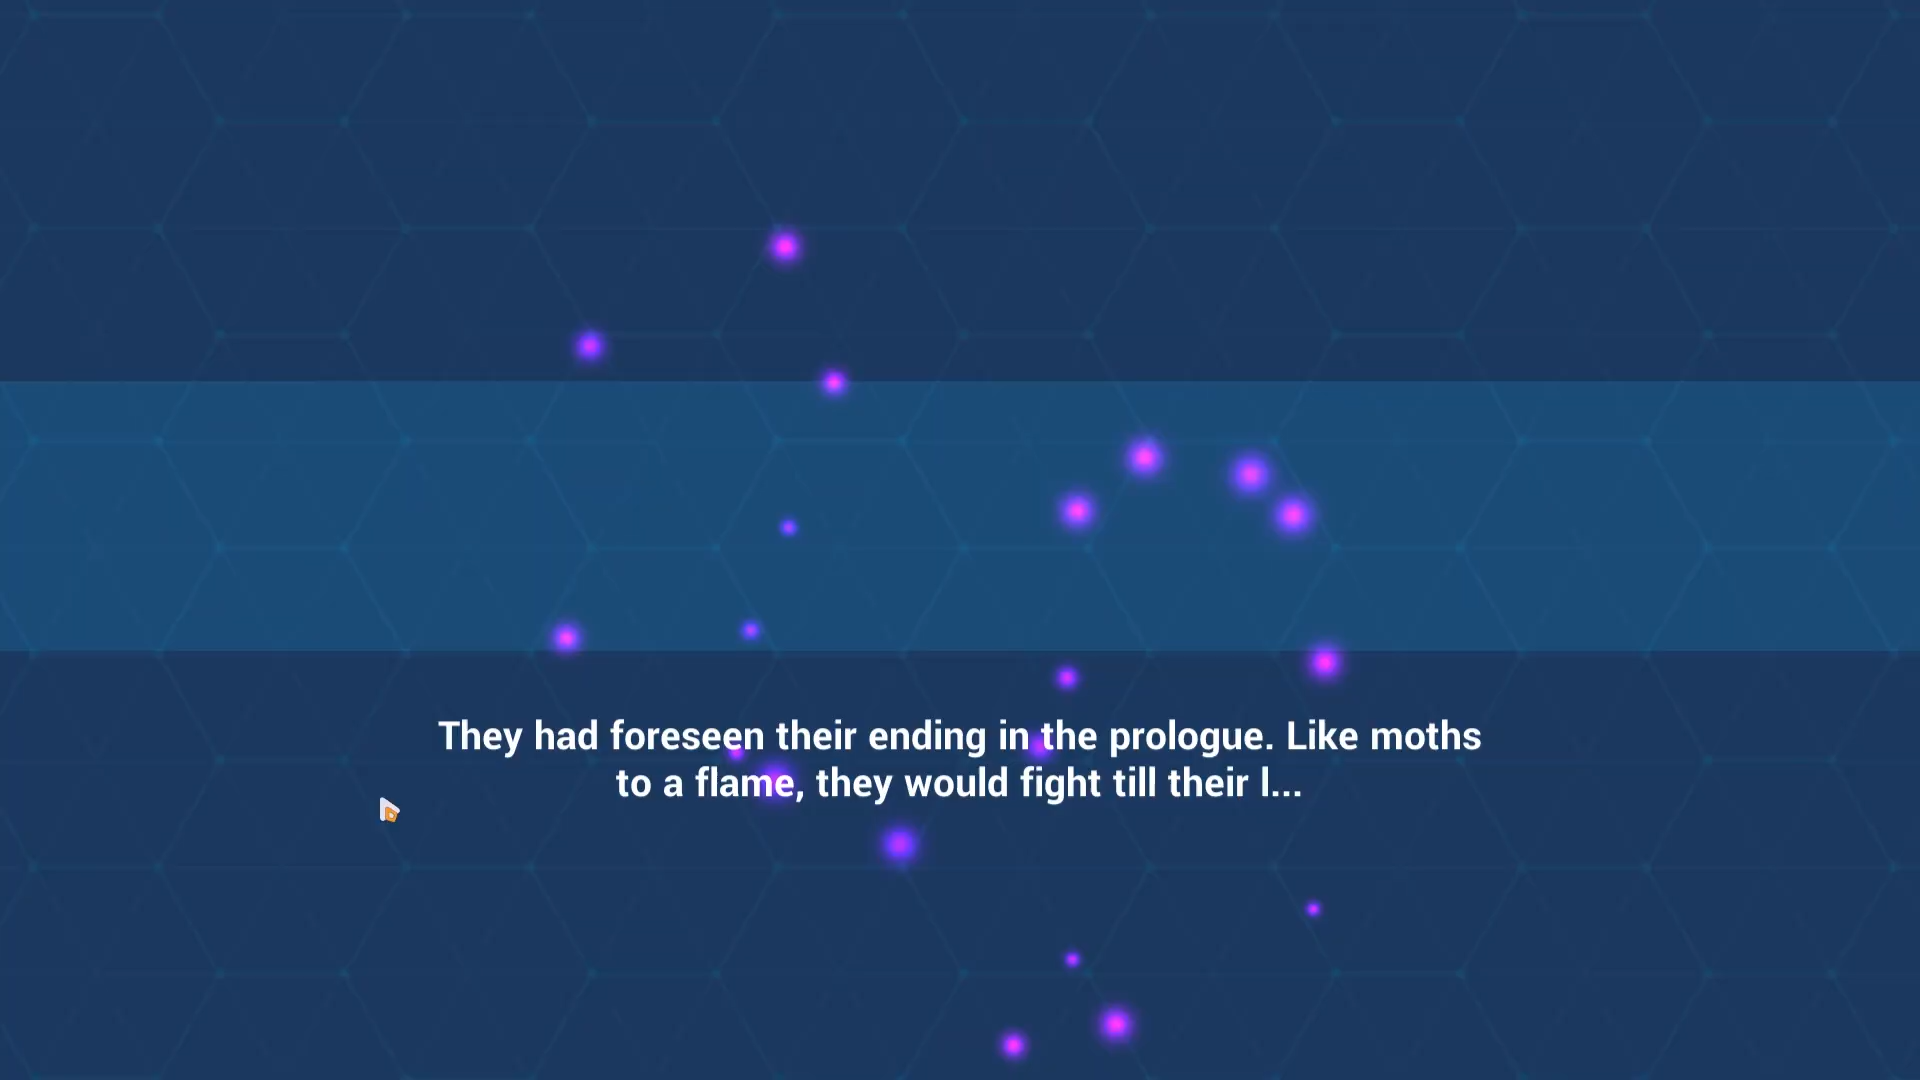 They had foreseen their ending in the prologue. Like moths
to a flame, they would fight till their l...